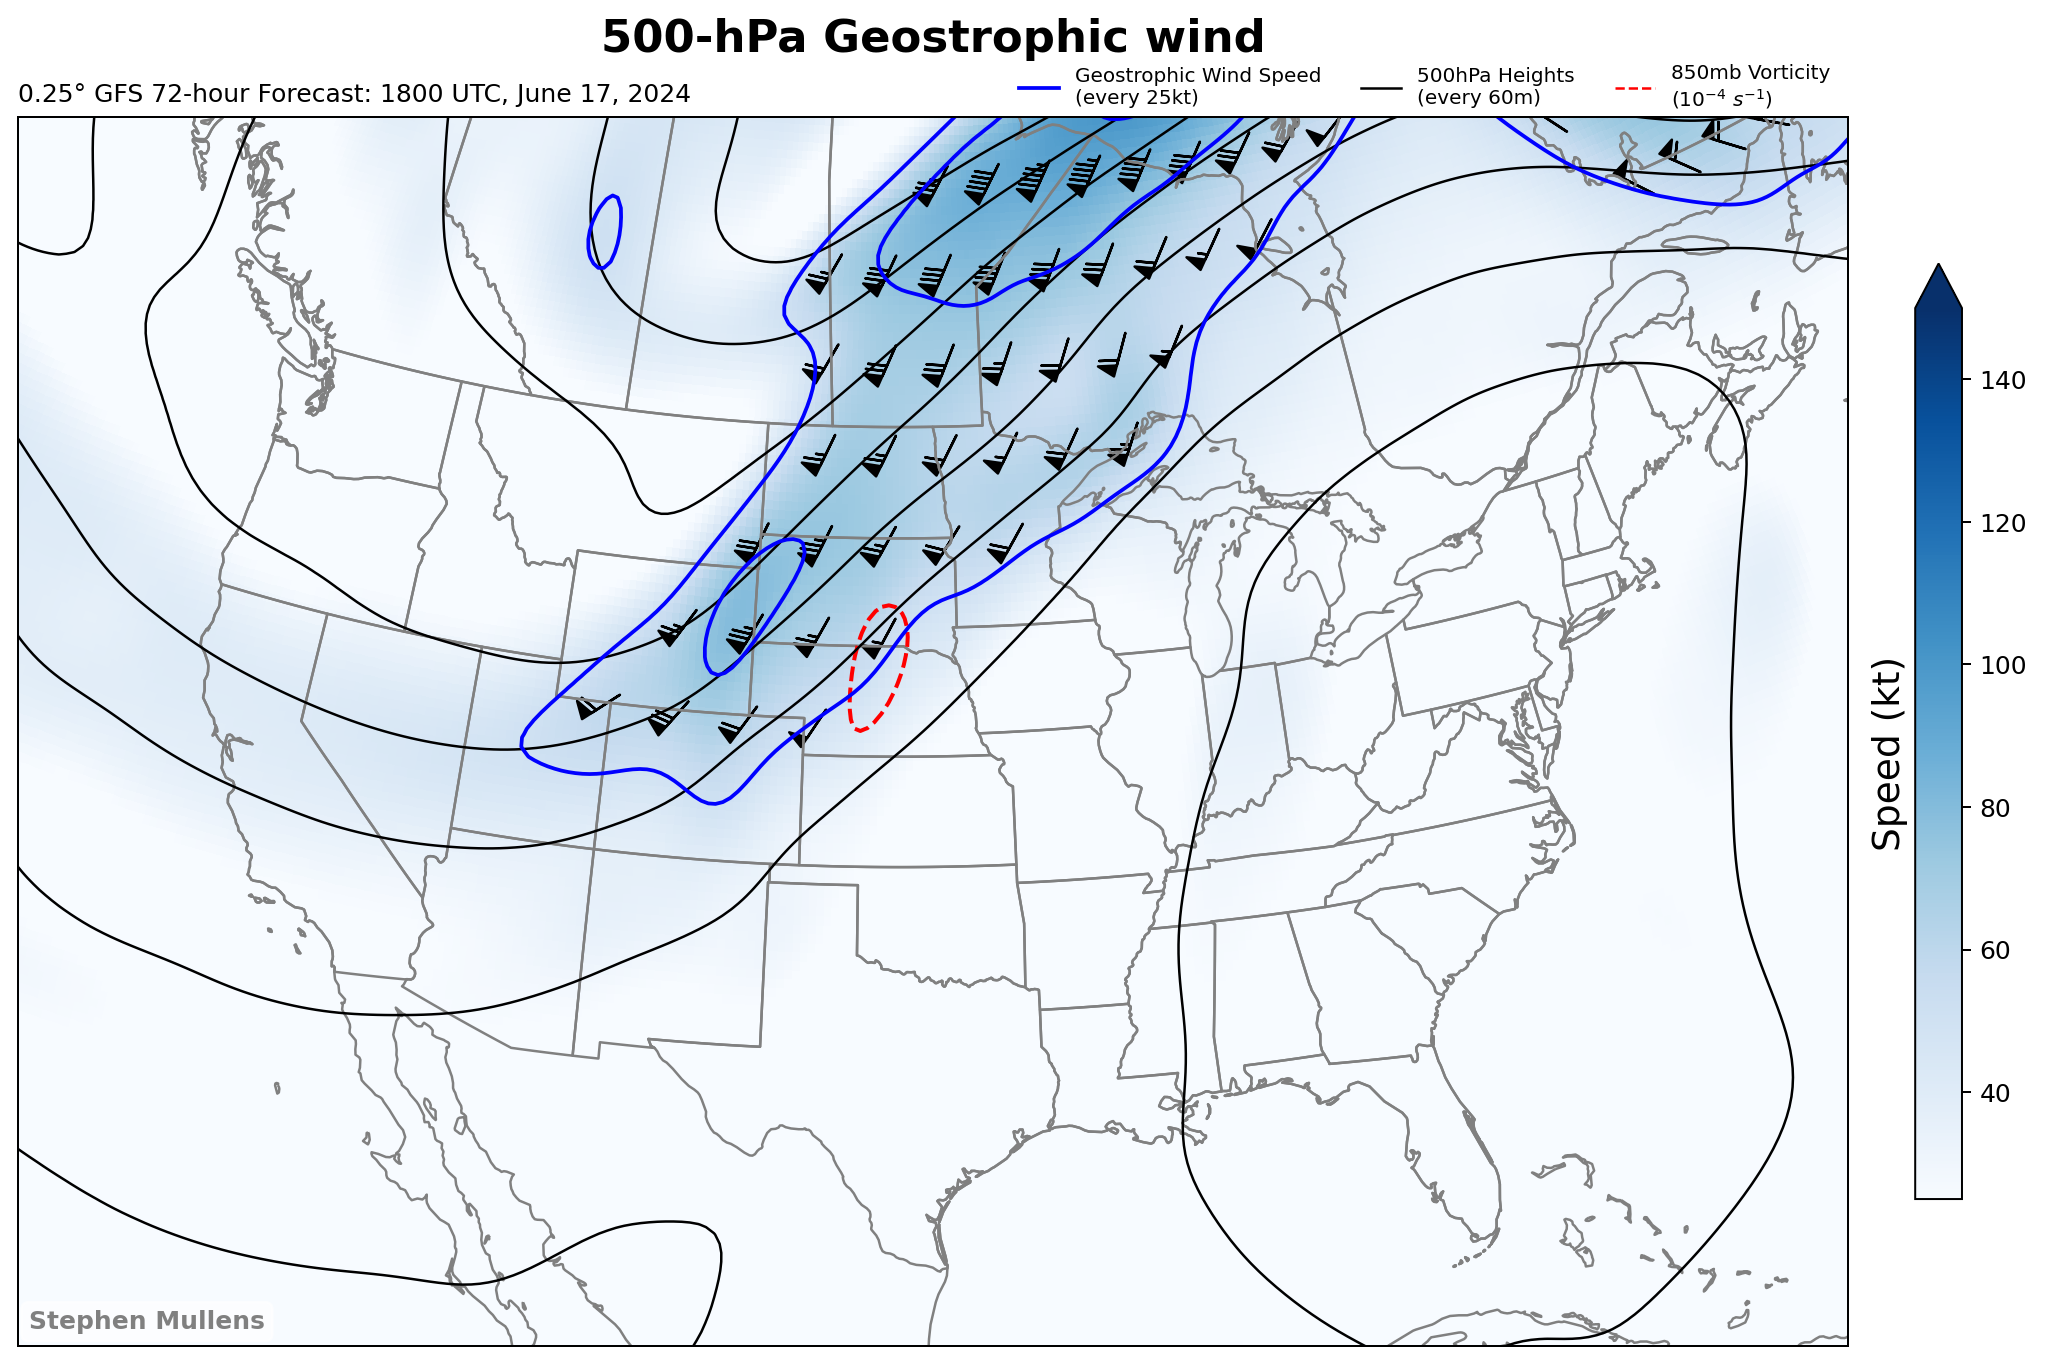 500-hPa Geostrophic wind
0.25° GFS 72-hour Forecast: 1800 UTC, June 17, 2024
Geostrophic Wind Speed
(every 25kt)
500hPa Heights
(every 60m)
850mb Vorticity
(10⁻⁴ s⁻¹)
140
120
100
80
60
40
Speed (kt)
Stephen Mullens